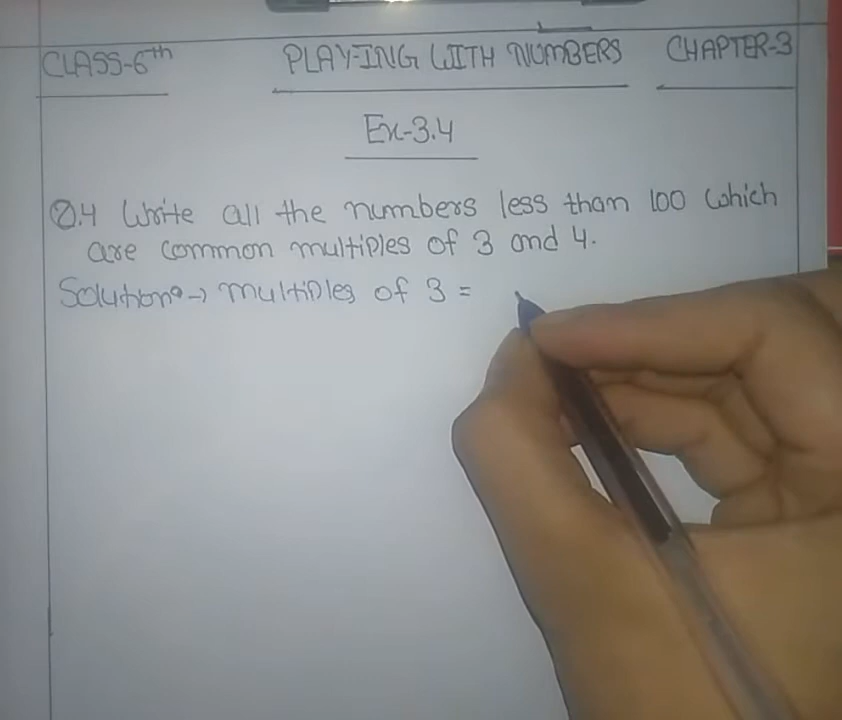 CLASS-6th PLAYING WITH NUMBERS CHAPTER-3
Ex-3.4
Q.4 Write all the numbers less than 100 which
are common multiples of 3 and 4.
Solution:-> multiples of 3 =